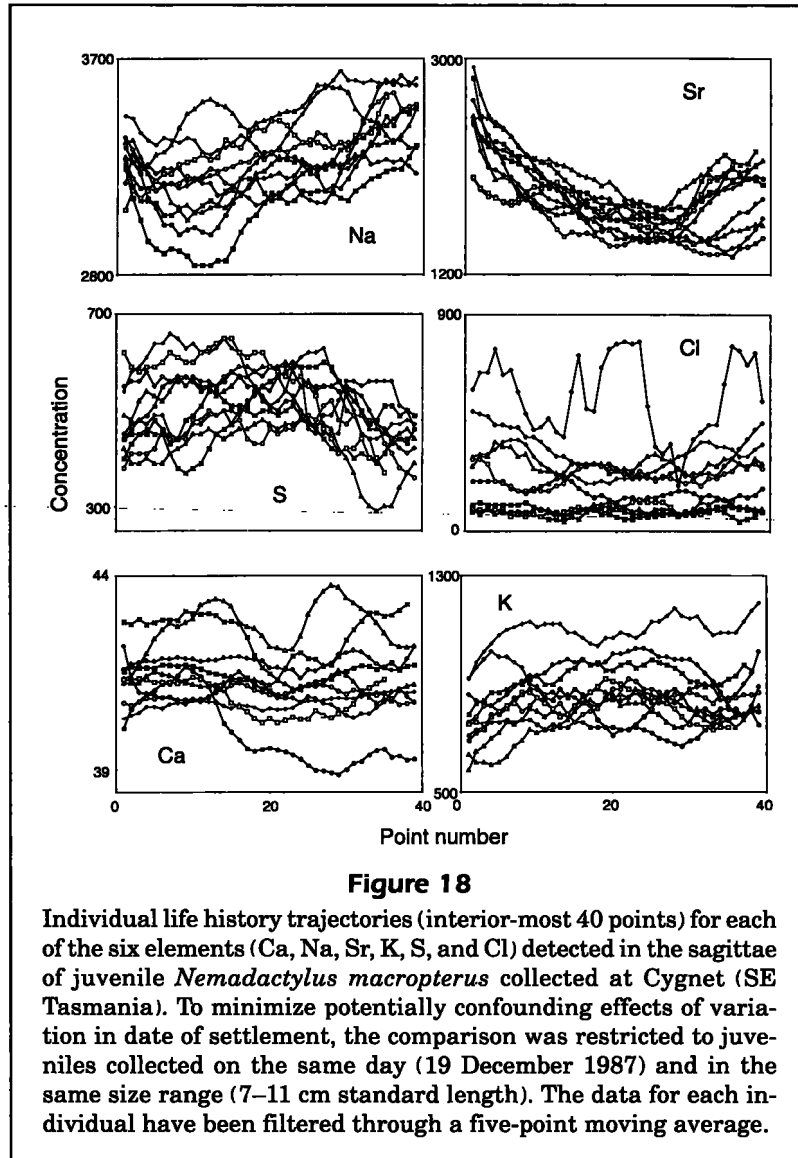 3700
3000
Sr
Na
2800
1200
700
900
Cl
Concentration
S
300
0
44
1300
K
Ca
39
500
0
20
40
0
20
40
Point number
Figure 18
Individual life history trajectories (interior-most 40 points) for each
of the six elements (Ca, Na, Sr, K, S, and Cl) detected in the sagittae
of juvenile Nemadactylus macropterus collected at Cygnet (SE
Tasmania). To minimize potentially confounding effects of varia-
tion in date of settlement, the comparison was restricted to juve-
niles collected on the same day (19 December 1987) and in the
same size range (7–11 cm standard length). The data for each in-
dividual have been filtered through a five-point moving average.